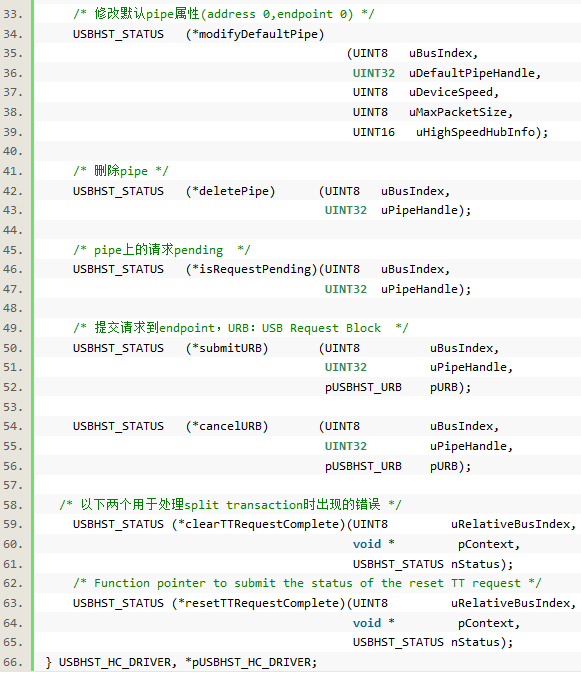 33. /* 修改默认pipe属性(address 0,endpoint 0) */
34. USBHST_STATUS (*modifyDefaultPipe)
35. (UINT8 uBusIndex,
36. UINT32 uDefaultPipeHandle,
37. UINT8 uDeviceSpeed,
38. UINT8 uMaxPacketSize,
39. UINT16 uHighSpeedHubInfo);
40.
41. /* 删除pipe */
42. USBHST_STATUS (*deletePipe) (UINT8 uBusIndex,
43. UINT32 uPipeHandle);
44.
45. /* pipe上的请求pending */
46. USBHST_STATUS (*isRequestPending)(UINT8 uBusIndex,
47. UINT32 uPipeHandle);
48.
49. /* 提交请求到endpoint，URB：USB Request Block */
50. USBHST_STATUS (*submitURB) (UINT8 uBusIndex,
51. UINT32 uPipeHandle,
52. pUSBHST_URB pURB);
53.
54. USBHST_STATUS (*cancelURB) (UINT8 uBusIndex,
55. UINT32 uPipeHandle,
56. pUSBHST_URB pURB);
57.
58. /* 以下两个用于处理split transaction时出现的错误 */
59. USBHST_STATUS (*clearTTRequestComplete)(UINT8 uRelativeBusIndex,
60. void * pContext,
61. USBHST_STATUS nStatus);
62. /* Function pointer to submit the status of the reset TT request */
63. USBHST_STATUS (*resetTTRequestComplete)(UINT8 uRelativeBusIndex,
64. void * pContext,
65. USBHST_STATUS nStatus);
66. } USBHST_HC_DRIVER, *pUSBHST_HC_DRIVER;